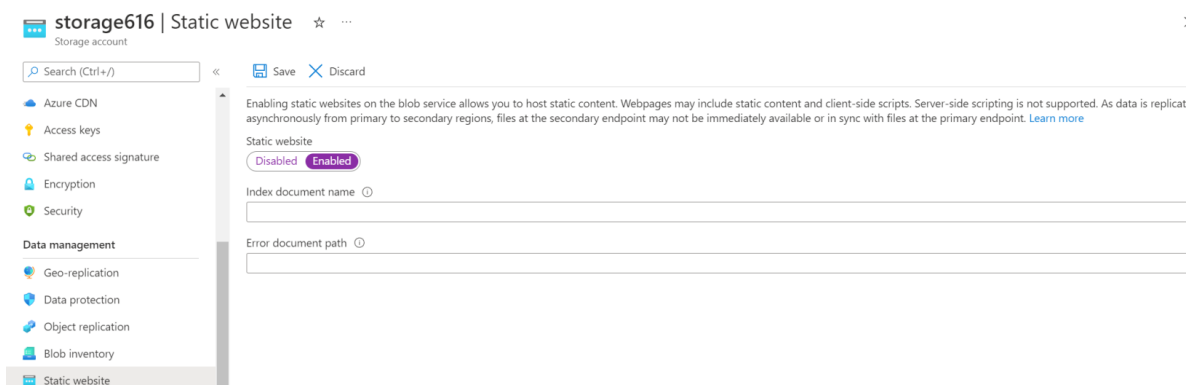 storage616 | Static website
Storage account
Search (Ctrl+/)
Azure CDN
Access keys
Shared access signature
Encryption
Security
Data management
Geo-replication
Data protection
Object replication
Blob inventory
Static website
Save
Discard
Enabling static websites on the blob service allows you to host static content. Webpages may include static content and client-side scripts. Server-side scripting is not supported. As data is replicat
asynchronously from primary to secondary regions, files at the secondary endpoint may not be immediately available or in sync with files at the primary endpoint. Learn more
Static website
Disabled Enabled
Index document name
Error document path